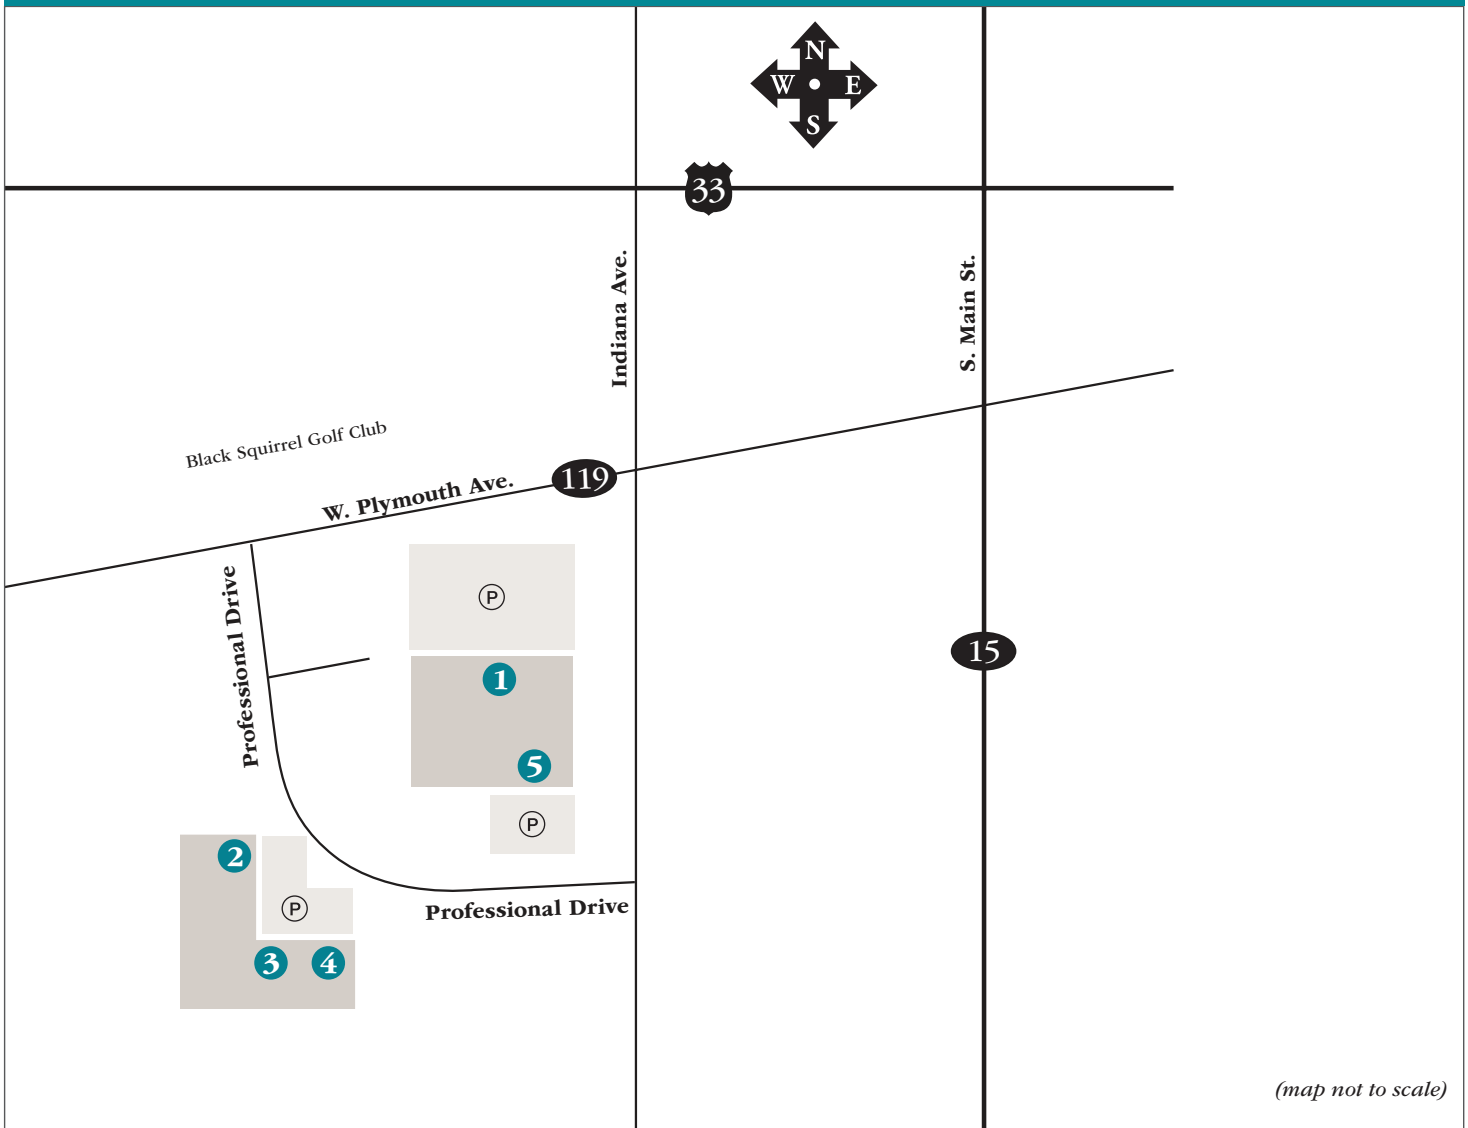 N
W E
S
33
Indiana Ave.
S. Main St.
Black Squirrel Golf Club
119
W. Plymouth Ave.
Professional Drive
P
1
15
5
P
2
P
Professional Drive
3 4
(map not to scale)